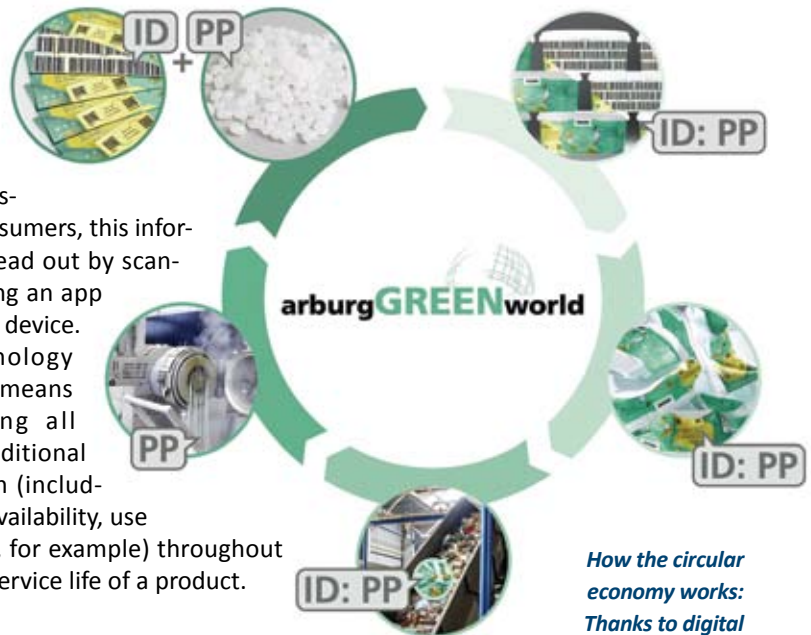 ID PP
+
ID: PP
s-
sumers, this infor-
ead out by scan-
ng an app
device.
nology
means
ng all
ditional
n (includ-
vailability, use
, for example) throughout
ervice life of a product.
arburgGREENworld
PP
ID: PP
ID: PP
How the circular
economy works:
Thanks to digital